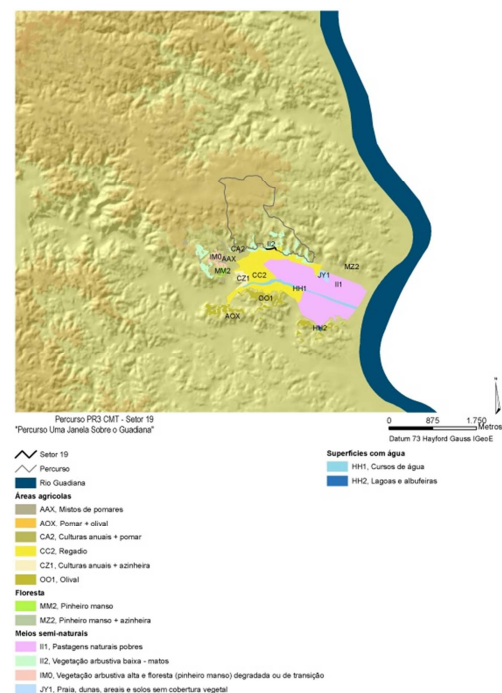 CA2
II2
IM0
AAX
MM2
MZ2
CZ1
CC2
JY1
II1
HH1
OO1
AOX
HH2
N
Percurso PR3 CMT - Setor 19
"Percurso Uma Janela Sobre o Guadiana"
0 875 1.750
Metros
Datum 73 Hayford Gauss IGeoE
Setor 19
Percurso
Rio Guadiana
Áreas agrícolas
AAX, Mistos de pomares
AOX, Pomar + olival
CA2, Culturas anuais + pomar
CC2, Regadio
CZ1, Culturas anuais + azinheira
OO1, Olival
Floresta
MM2, Pinheiro manso
MZ2, Pinheiro manso + azinheira
Meios semi-naturais
II1, Pastagens naturais pobres
II2, Vegetação arbustiva baixa - matos
IM0, Vegetação arbustiva alta e floresta (pinheiro manso) degradada ou de transição
JY1, Praia, dunas, areais e solos sem cobertura vegetal
Superfícies com água
HH1, Cursos de água
HH2, Lagoas e albufeiras